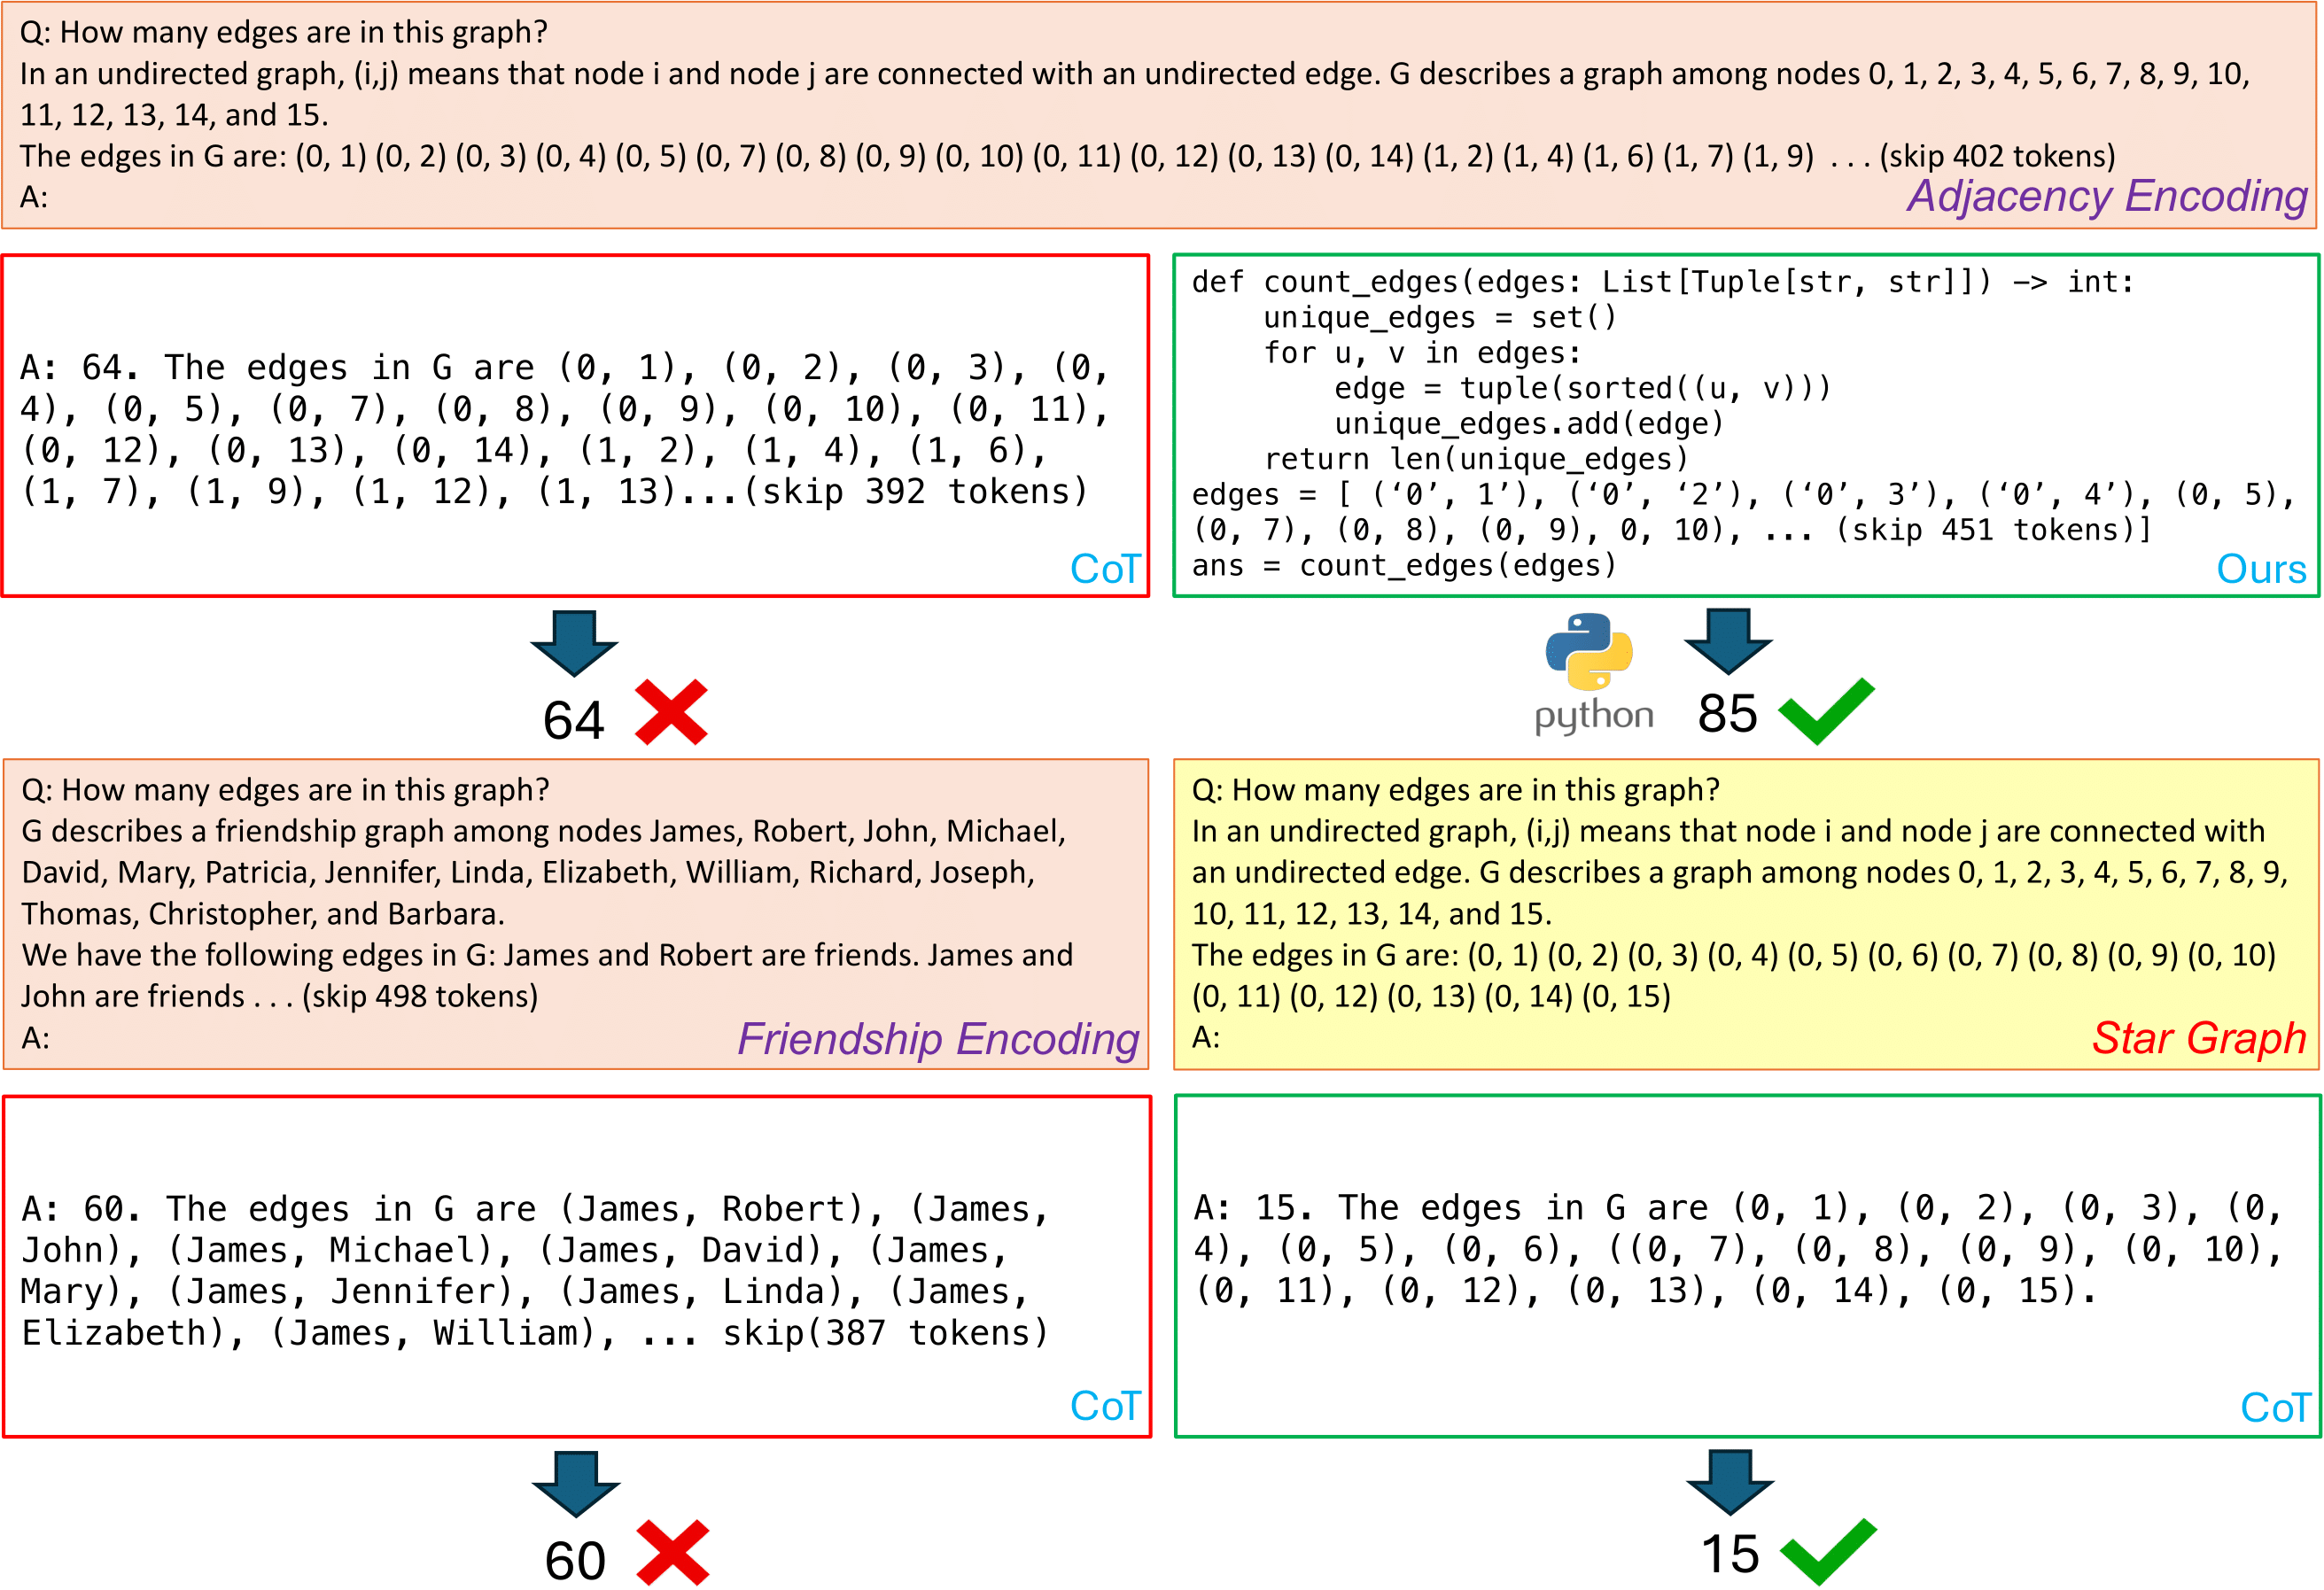 Q: How many edges are in this graph?
In an undirected graph, (i,j) means that node i and node j are connected with an undirected edge. G describes a graph among nodes 0, 1, 2, 3, 4, 5, 6, 7, 8, 9, 10,
11, 12, 13, 14, and 15.
The edges in G are: (0, 1) (0, 2) (0, 3) (0, 4) (0, 5) (0, 7) (0, 8) (0, 9) (0, 10) (0, 11) (0, 12) (0, 13) (0, 14) (1, 2) (1, 4) (1, 6) (1, 7) (1, 9) . . . (skip 402 tokens)
A:
Adjacency Encoding
A: 64. The edges in G are (0, 1), (0, 2), (0, 3), (0,
4), (0, 5), (0, 7), (0, 8), (0, 9), (0, 10), (0, 11),
(0, 12), (0, 13), (0, 14), (1, 2), (1, 4), (1, 6),
(1, 7), (1, 9), (1, 12), (1, 13)...(skip 392 tokens)
CoT
64
def count_edges(edges: List[Tuple[str, str]]) —> int:
    unique_edges = set()
    for u, v in edges:
        edge = tuple(sorted((u, v)))
        unique_edges.add(edge)
    return len(unique_edges)
edges = [ (‘0’, 1’), (‘0’, ‘2’), (‘0’, 3’), (‘0’, 4’), (0, 5),
(0, 7), (0, 8), (0, 9), 0, 10), ... (skip 451 tokens)]
ans = count_edges(edges)
Ours
python
85
Q: How many edges are in this graph?
G describes a friendship graph among nodes James, Robert, John, Michael,
David, Mary, Patricia, Jennifer, Linda, Elizabeth, William, Richard, Joseph,
Thomas, Christopher, and Barbara.
We have the following edges in G: James and Robert are friends. James and
John are friends . . . (skip 498 tokens)
A:
Friendship Encoding
A: 60. The edges in G are (James, Robert), (James,
John), (James, Michael), (James, David), (James,
Mary), (James, Jennifer), (James, Linda), (James,
Elizabeth), (James, William), ... skip(387 tokens)
CoT
60
Q: How many edges are in this graph?
In an undirected graph, (i,j) means that node i and node j are connected with
an undirected edge. G describes a graph among nodes 0, 1, 2, 3, 4, 5, 6, 7, 8, 9,
10, 11, 12, 13, 14, and 15.
The edges in G are: (0, 1) (0, 2) (0, 3) (0, 4) (0, 5) (0, 6) (0, 7) (0, 8) (0, 9) (0, 10)
(0, 11) (0, 12) (0, 13) (0, 14) (0, 15)
A:
Star Graph
A: 15. The edges in G are (0, 1), (0, 2), (0, 3), (0,
4), (0, 5), (0, 6), ((0, 7), (0, 8), (0, 9), (0, 10),
(0, 11), (0, 12), (0, 13), (0, 14), (0, 15).
CoT
15